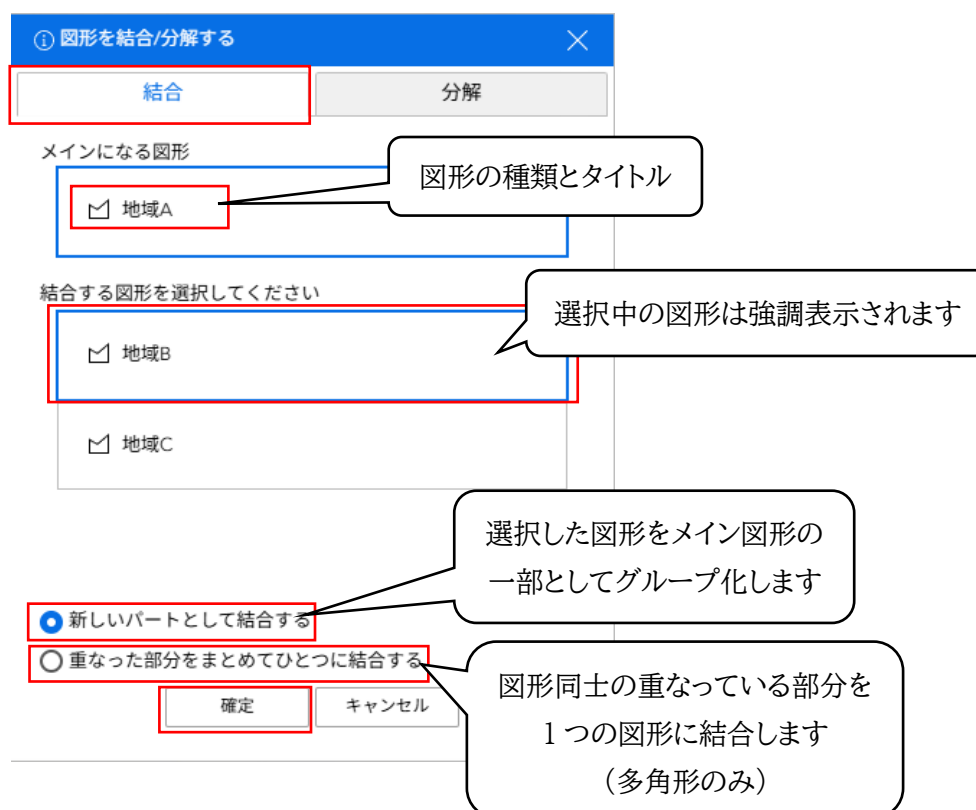 図形を結合/分解する
結合
分解
メインになる図形
図形の種類とタイトル
地域A
結合する図形を選択してください
選択中の図形は強調表示されます
地域B
地域C
選択した図形をメイン図形の
一部としてグループ化します
新しいパートとして結合する
重なった部分をまとめてひとつに結合する
図形同士の重なっている部分を
1つの図形に結合します
(多角形のみ)
確定
キャンセル